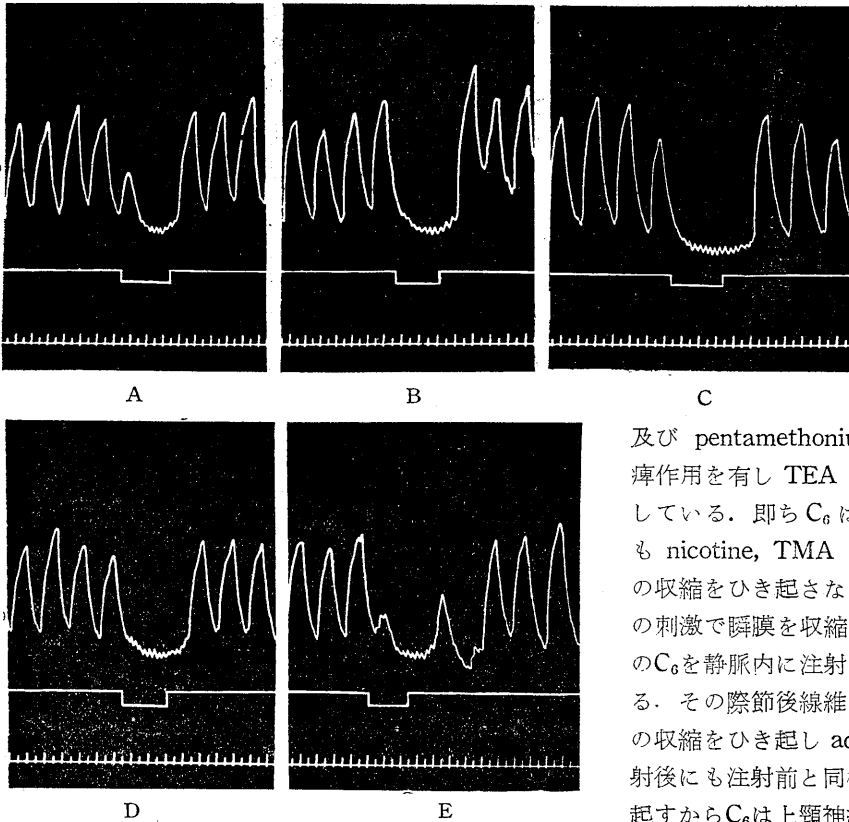 A
B
C
D
E
及び pentamethoniu
痺作用を有し TEA
している．即ち C₆ は
も nicotine, TMA
の収縮をひき起さな
の刺激で瞬膜を収縮
のC₆を静脈内に注射
る．その際節後線維
の収縮をひき起し ac
射後にも注射前と同
起すからC₆は上頸神